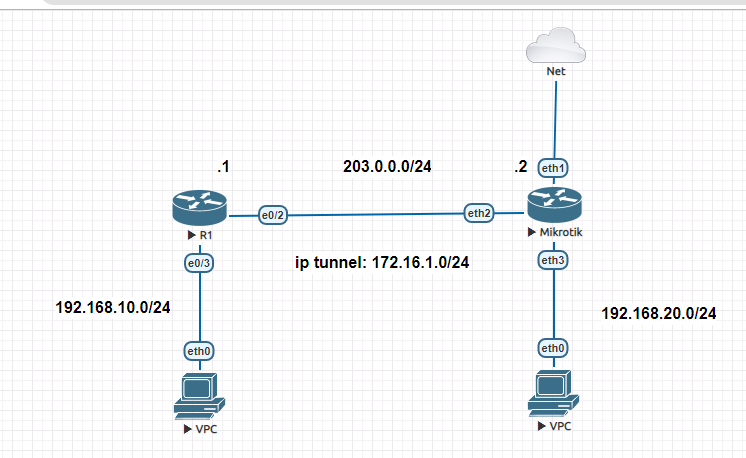 Net
.1
203.0.0.0/24
.2
eth1
e0/2
eth2
R1
Mikrotik
e0/3
ip tunnel: 172.16.1.0/24
eth3
192.168.10.0/24
192.168.20.0/24
eth0
eth0
VPC
VPC